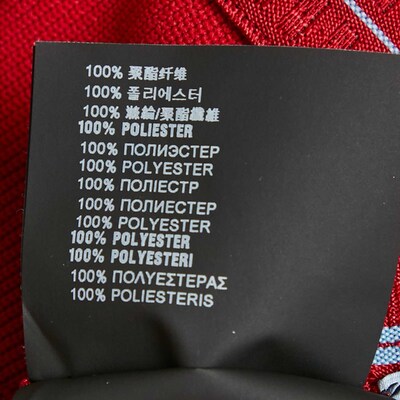 100% 聚酯纤维
100% 폴리에스터
100% 滌綸/聚酯纖維
100% POLIESTER
100% ПОЛИЭСТЕР
100% POLYESTER
100% ПОЛІЕСТР
100% ПОЛИЕСТЕР
100% POLYESTER
100% POLYESTER
100% POLYESTERI
100% ΠΟΛΥΕΣΤΕΡΑΣ
100% POLIESTERIS